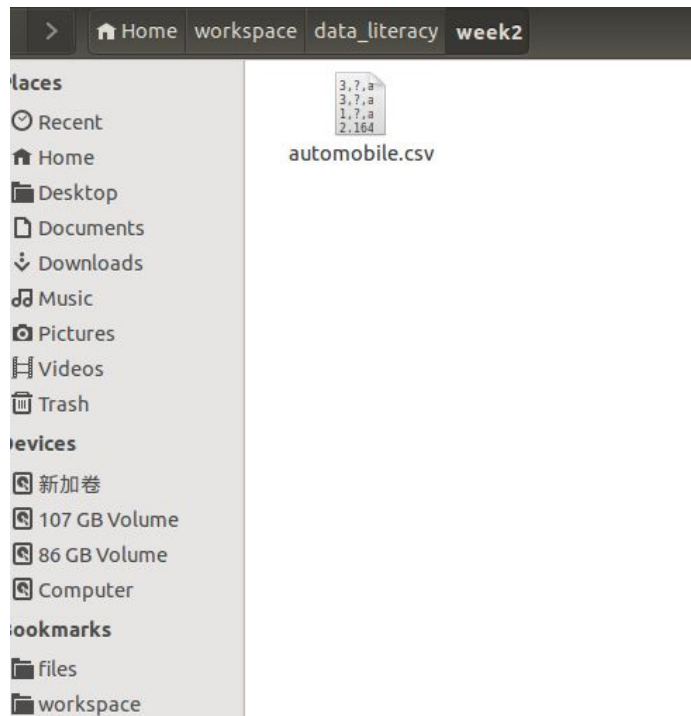 Home workspace data_literacy week2
laces
Recent
Home
Desktop
Documents
Downloads
Music
Pictures
Videos
Trash
evices
新加卷
107 GB Volume
86 GB Volume
Computer
ookmarks
files
workspace
3,?,a
3,?,a
1,?,a
2,164
automobile.csv